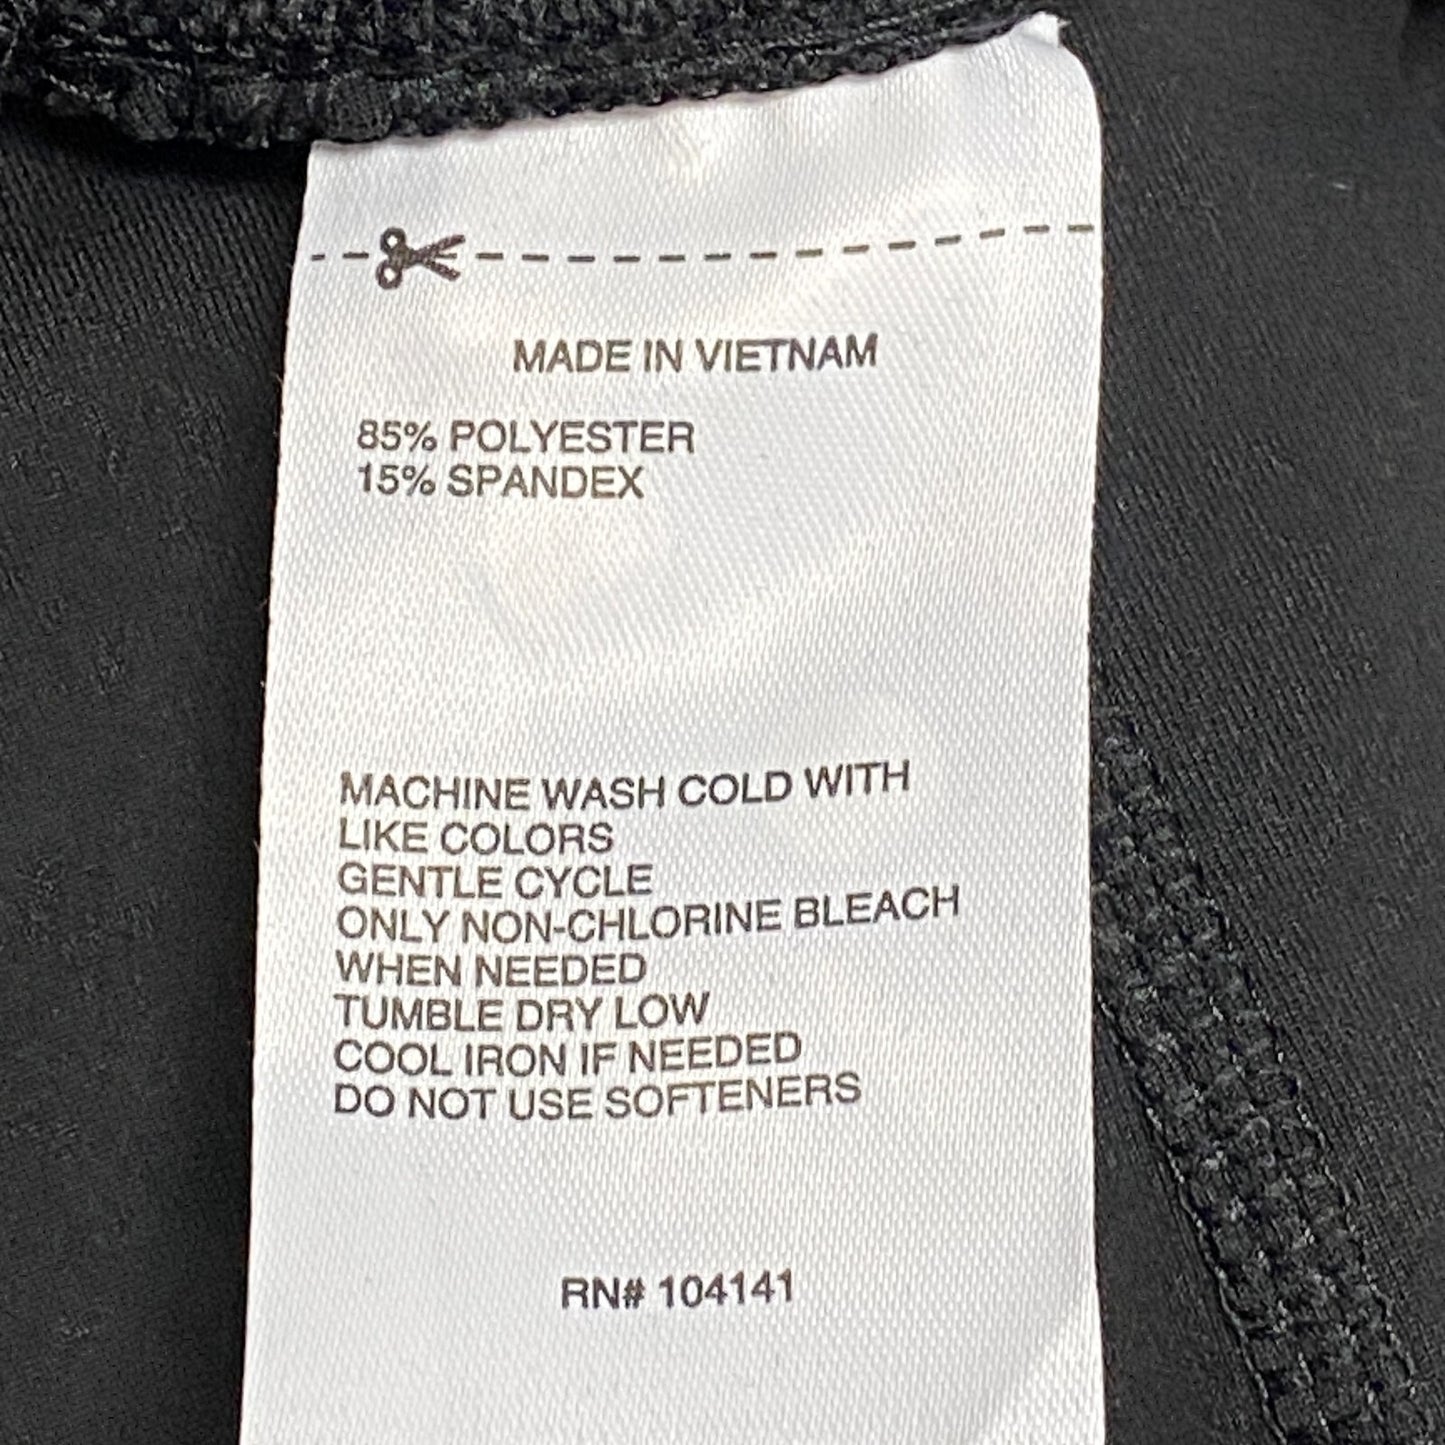 MADE IN VIETNAM
85% POLYESTER
15% SPANDEX
MACHINE WASH COLD WITH
LIKE COLORS
GENTLE CYCLE
ONLY NON-CHLORINE BLEACH
WHEN NEEDED
TUMBLE DRY LOW
COOL IRON IF NEEDED
DO NOT USE SOFTENERS
RN# 104141